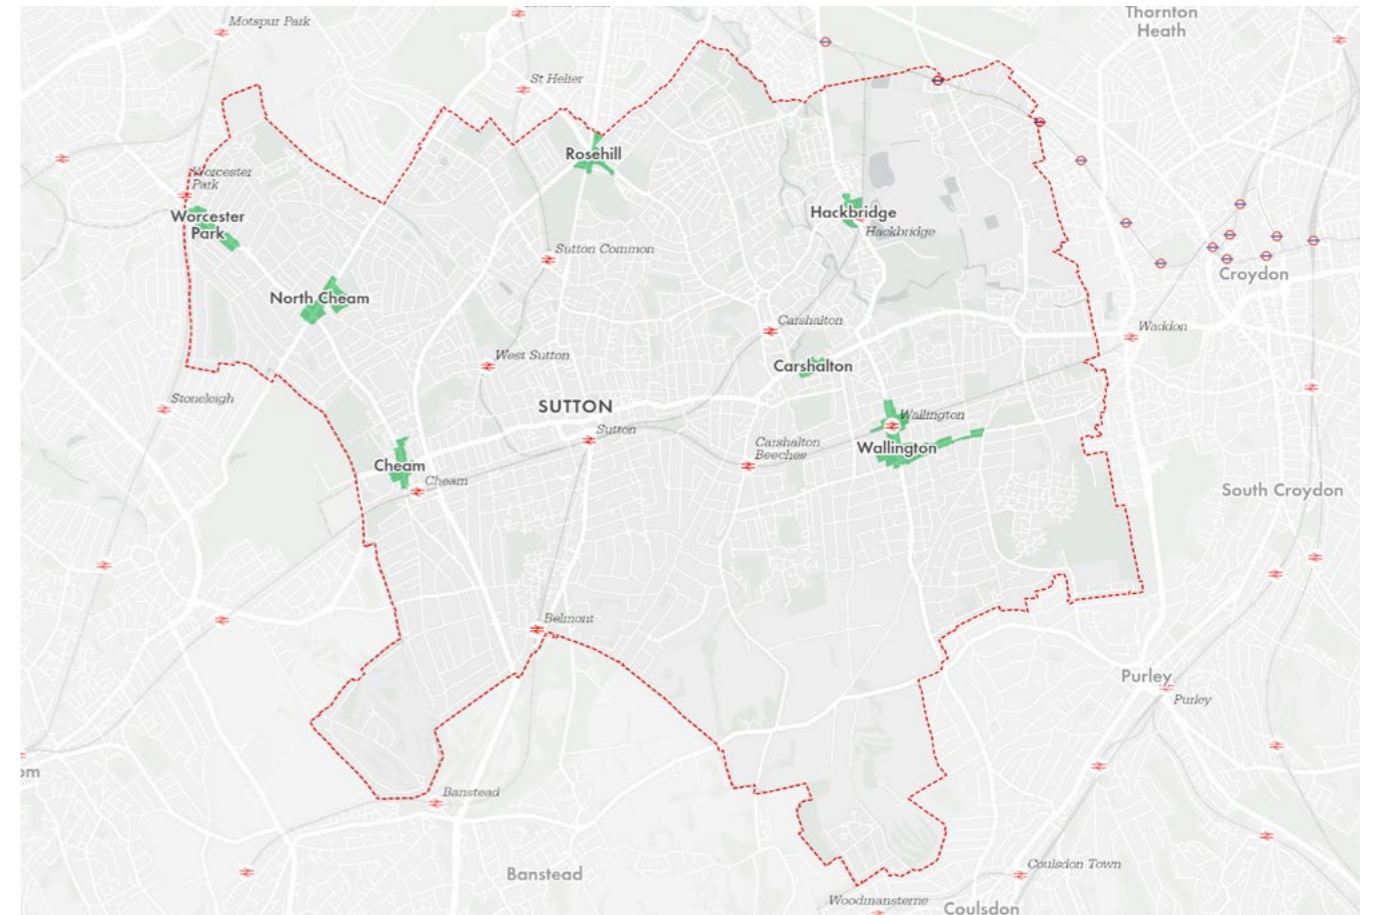 Thornton
Heath
Motspur Park
St Helier
Rosehill
Worcester
Park
Worcester
Park
Hackbridge
Hackbridge
Sutton Common
Croydon
North Cheam
Carshalton
Waddon
West Sutton
Carshalton
Stoneleigh
SUTTON
Wallington
Sutton
Carshalton
Beeches
Wallington
Cheam
Cheam
South Croydon
Belmont
Purley
Purley
om
Banstead
Banstead
Coulsdon Town
Woodmansterne
Coulsdon